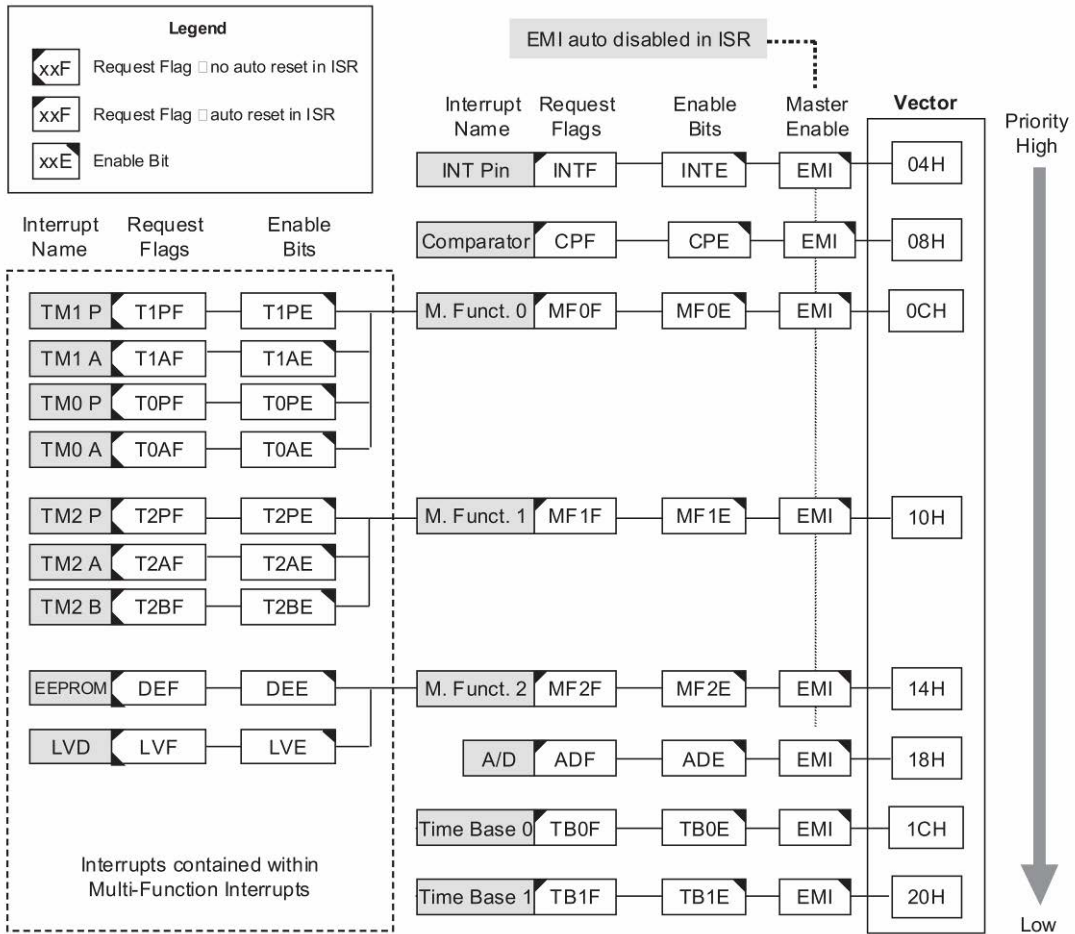 Legend
xxF Request Flag □ no auto reset in ISR
xxF Request Flag □ auto reset in ISR
xxE Enable Bit
EMI auto disabled in ISR
Interrupt Name Request Flags Enable Bits Master Enable Vector
Priority High
INT Pin INTF INTE EMI 04H
Comparator CPF CPE EMI 08H
Interrupt Name Request Flags Enable Bits
TM1 P T1PF T1PE M. Funct. 0 MF0F MF0E EMI 0CH
TM1 A T1AF T1AE
TM0 P T0PF T0PE
TM0 A T0AF T0AE
TM2 P T2PF T2PE M. Funct. 1 MF1F MF1E EMI 10H
TM2 A T2AF T2AE
TM2 B T2BF T2BE
EEPROM DEF DEE M. Funct. 2 MF2F MF2E EMI 14H
LVD LVF LVE A/D ADF ADE EMI 18H
Time Base 0 TB0F TB0E EMI 1CH
Interrupts contained within
Multi-Function Interrupts
Time Base 1 TB1F TB1E EMI 20H
Low